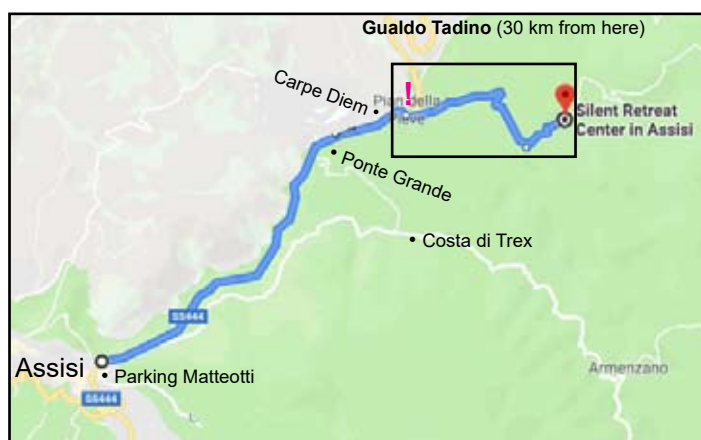 Gualdo Tadino (30 km from here)
Carpe Diem
!
Pian della
Pieve
Silent Retreat
Center in Assisi
Ponte Grande
Costa di Trex
SS444
Assisi
Parking Matteotti
Armenzano
SS444